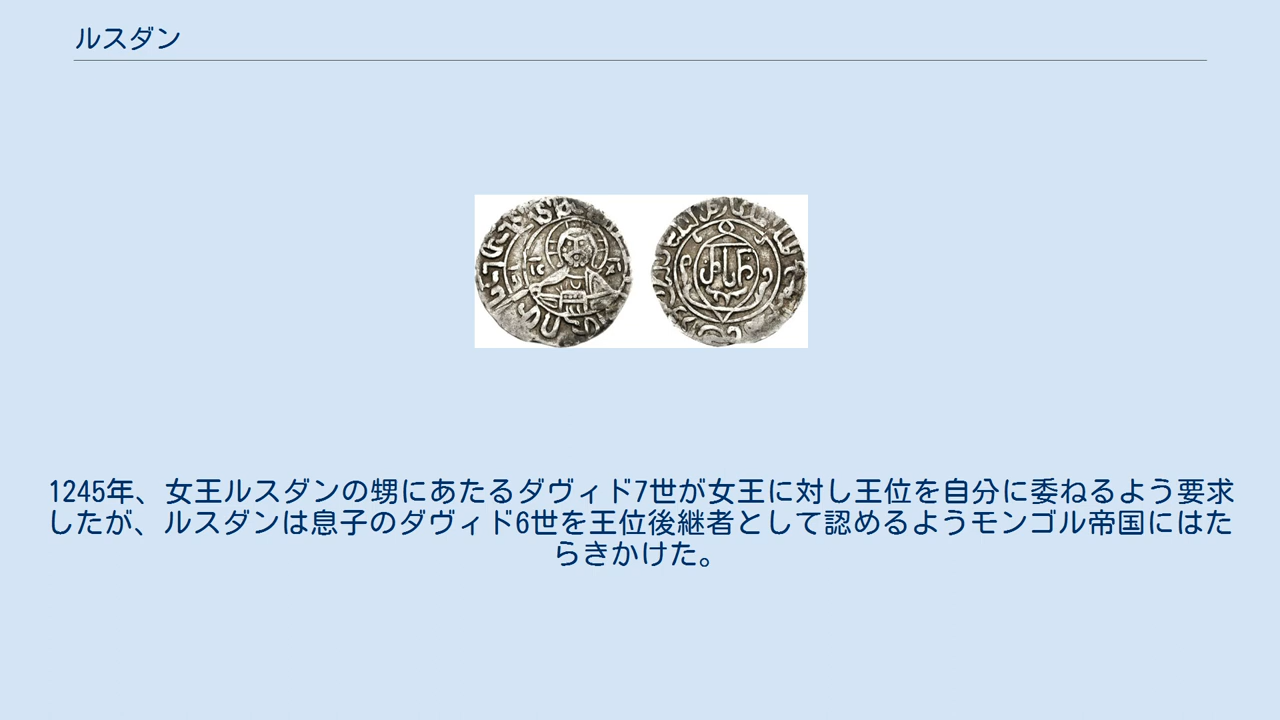 ルスダン
1245年、女王ルスダンの甥にあたるダヴィド7世が女王に対し王位を自分に委ねるよう要求
したが、ルスダンは息子のダヴィド6世を王位後継者として認めるようモンゴル帝国にはた
らきかけた。